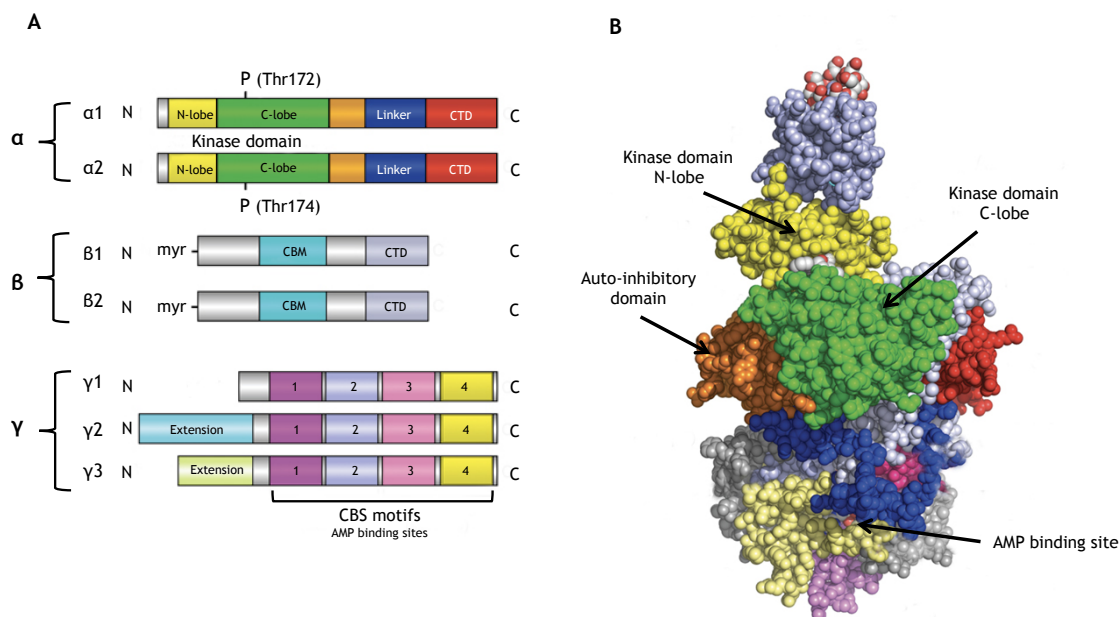 A
P (Thr172)
α
α1 N N-lobe C-lobe Linker CTD C
Kinase domain
α2 N N-lobe C-lobe Linker CTD C
P (Thr174)
β
β1 N myr CBM CTD C
β2 N myr CBM CTD C
γ
γ1 N 1 2 3 4 C
γ2 N Extension 1 2 3 4 C
γ3 N Extension 1 2 3 4 C
CBS motifs
AMP binding sites
B
Kinase domain
N-lobe
Kinase domain
C-lobe
Auto-inhibitory
domain
AMP binding site